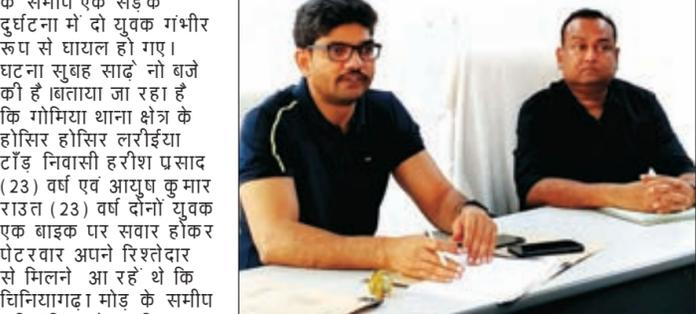 के समीप एक सड़क
दुर्घटना में दो युवक गंभीर
रूप से घायल हो गए।
घटना सुबह साढ़े नो बजे
की है।बताया जा रहा है
कि गोमिया थाना क्षेत्र के
होसिर होसिर लरीईया
टाँड़ निवासी हरीश प्रसाद
(23) वर्ष एवं आयुष कुमार
राउत (23) वर्ष दोनों युवक
एक बाइक पर सवार होकर
पेटरवार अपने रिश्तेदार
से मिलने आ रहें थे कि
चिनियागढ़ा मोड़ के समीप